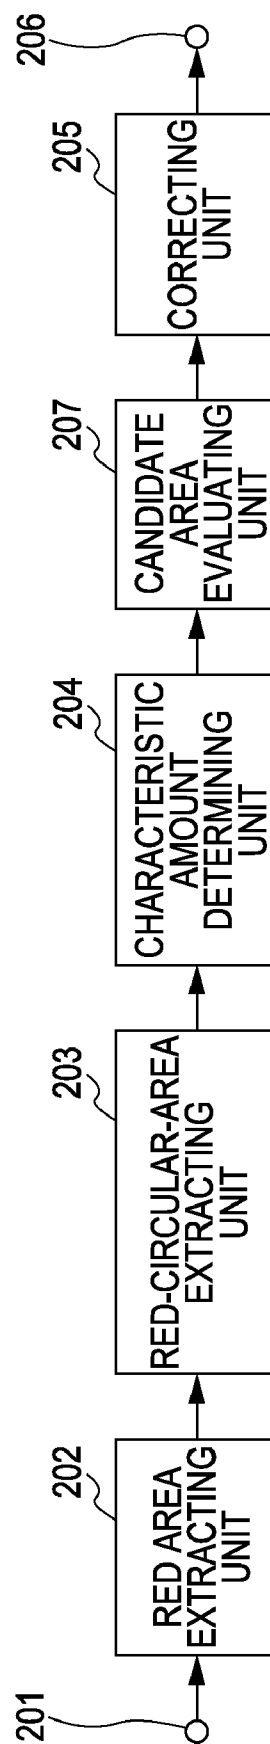 201
202
RED AREA
EXTRACTING
UNIT
203
RED-CIRCULAR-AREA
EXTRACTING
UNIT
204
CHARACTERISTIC
AMOUNT
DETERMINING
UNIT
207
CANDIDATE
AREA
EVALUATING
UNIT
205
CORRECTING
UNIT
206